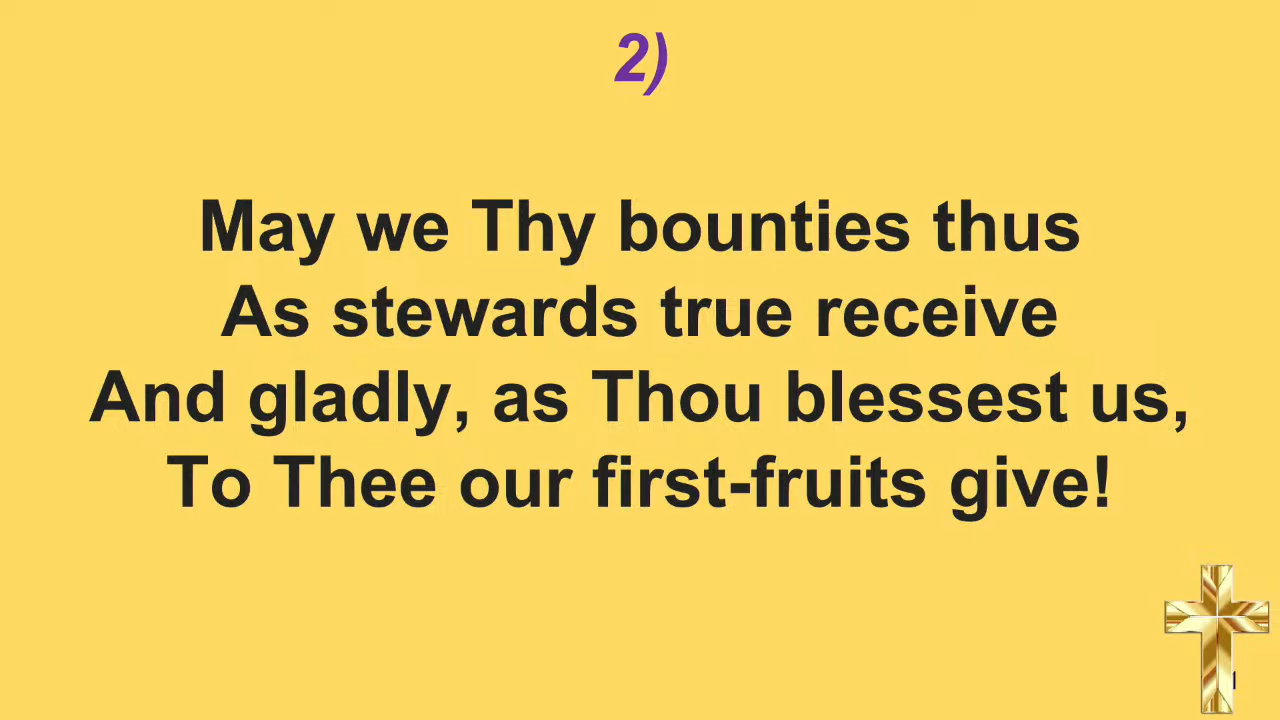 2)
May we Thy bounties thus
As stewards true receive
And gladly, as Thou blessest us,
To Thee our first-fruits give!